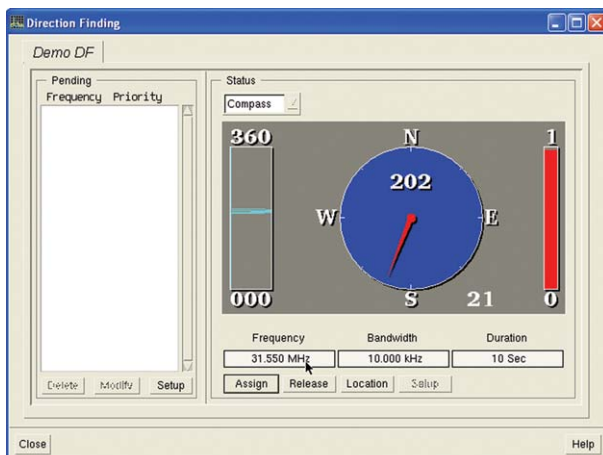 Direction Finding
Demo DF
Pending
Frequency Priority
Status
Compass
360
N
1
202
W
E
000
S
21
0
Frequency Bandwidth Duration
31.550 MHz 10.000 kHz 10 Sec
Delete Modify Setup
Assign Release Location Setup
Close
Help